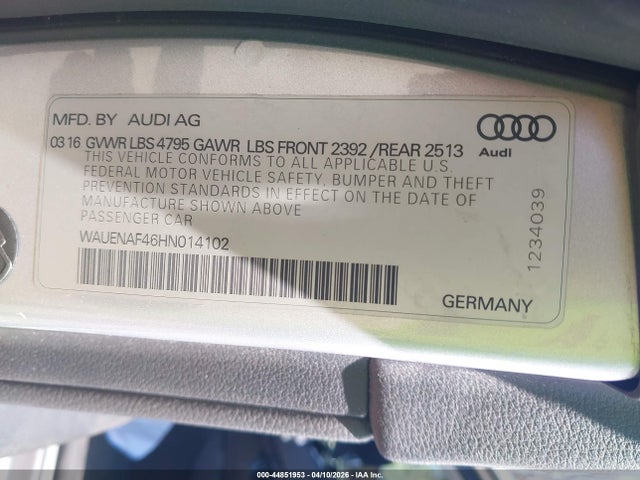 MFD. BY AUDI AG
Audi
03 16 GVWR LBS 4795 GAWR LBS FRONT 2392 /REAR 2513
THIS VEHICLE CONFORMS TO ALL APPLICABLE U.S.
FEDERAL MOTOR VEHICLE SAFETY, BUMPER AND THEFT
PREVENTION STANDARDS IN EFFECT ON THE DATE OF
MANUFACTURE SHOWN ABOVE
PASSENGER CAR
WAUENAF46HN014102
1234039
GERMANY
000-44851953 - 04/10/2026 - IAA Inc.